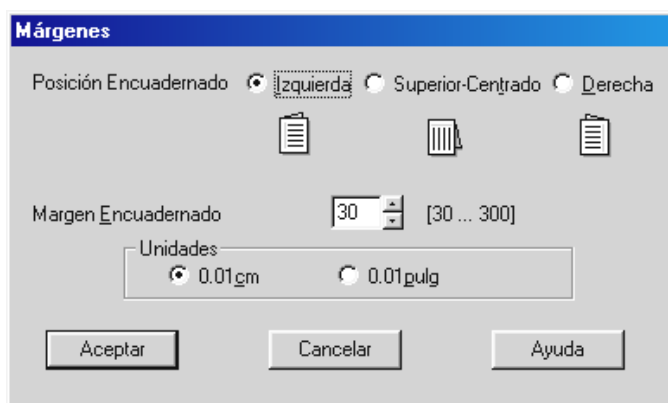 Márgenes
Posición Encuadernado Izquierda Superior-Centrado Derecha
Margen Encuadernado 30 [30 ... 300]
Unidades
0.01cm 0.01pulg
Aceptar Cancelar Ayuda